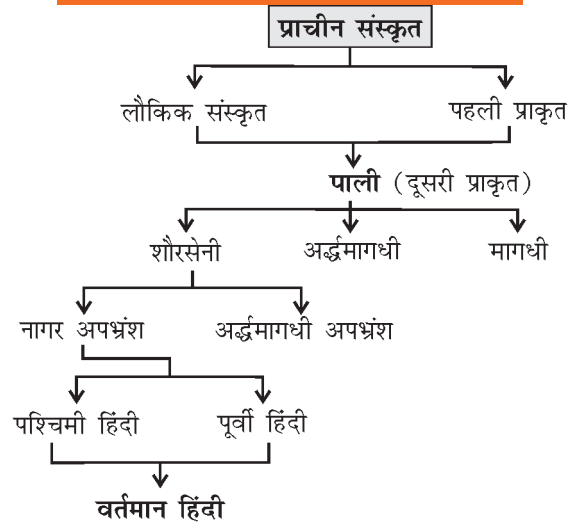 प्राचीन संस्कृत
लौकिक संस्कृत पहली प्राकृत
पाली (दूसरी प्राकृत)
शौरसेनी अर्द्धमागधी मागधी
नागर अपभ्रंश अर्द्धमागधी अपभ्रंश
पश्चिमी हिंदी पूर्वी हिंदी
वर्तमान हिंदी